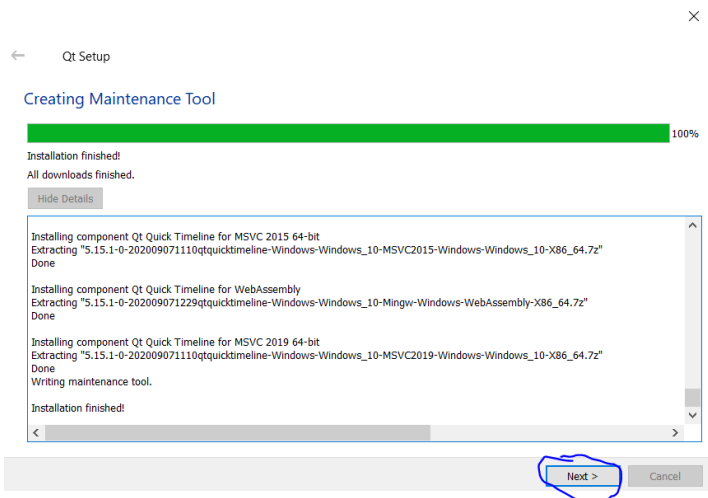 Qt Setup
Creating Maintenance Tool
100%
Installation finished!
All downloads finished.
Hide Details
Installing component Qt Quick Timeline for MSVC 2015 64-bit
Extracting "5.15.1-0-202009071110qtquicktimeline-Windows-Windows_10-MSVC2015-Windows-Windows_10-X86_64.7z"
Done
Installing component Qt Quick Timeline for WebAssembly
Extracting "5.15.1-0-202009071229qtquicktimeline-Windows-Windows_10-Mingw-Windows-WebAssembly-X86_64.7z"
Done
Installing component Qt Quick Timeline for MSVC 2019 64-bit
Extracting "5.15.1-0-202009071110qtquicktimeline-Windows-Windows_10-MSVC2019-Windows-Windows_10-X86_64.7z"
Done
Writing maintenance tool.
Installation finished!
Next >
Cancel